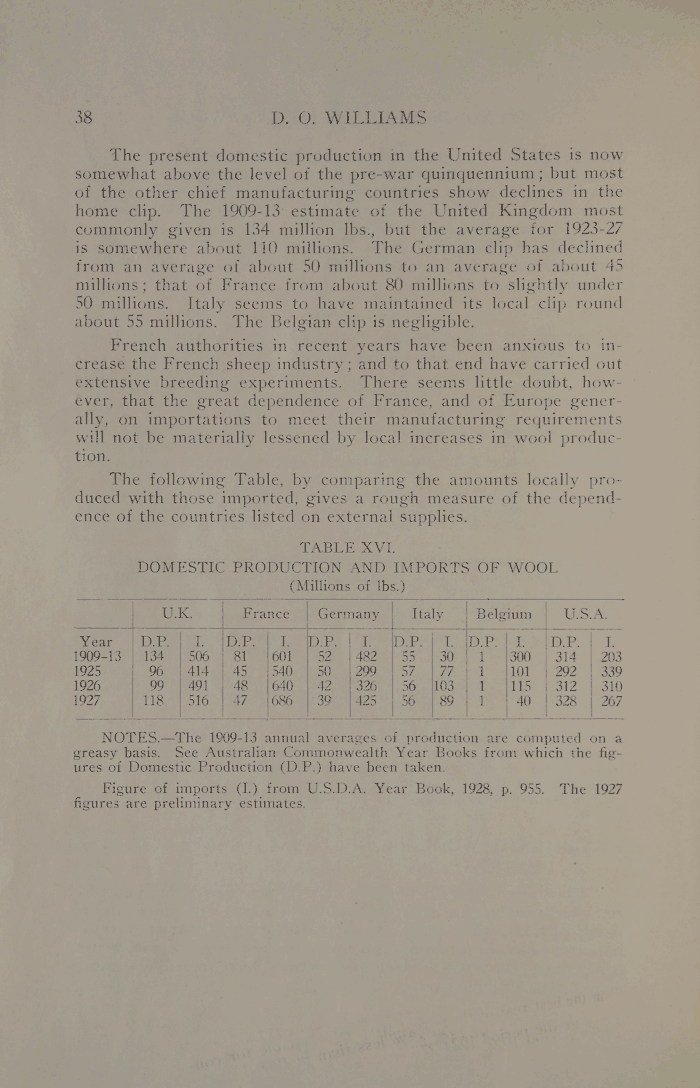 38 D. O. WILLIAMS
The present domestic production in the United States is now
somewhat above the level of the pre-war quinquennium; but most
of the other chief manufacturing countries show declines in the
home clip. The 1909-13 estimate of the United Kingdom most
commonly given is 134 million lbs., but the average for 1923-27
is somewhere about 110 millions. The German clip has declined
from an average of about 50 millions to an average of about 45
millions; that of France from about 80 millions to slightly under
50 millions. Italy seems to have maintained its local clip round
about 55 millions. The Belgian clip is negligible.
French authorities in recent years have been anxious to in-
crease the French sheep industry; and to that end have carried out
extensive breeding experiments. There seems little doubt, how-
ever, that the great dependence of France, and of Europe gener-
ally, on importations to meet their manufacturing requirements
will not be materially lessened by local increases in wool produc-
tion.
The following Table, by comparing the amounts locally pro-
duced with those imported, gives a rough measure of the depend-
ence of the countries listed on external supplies.
TABLE XVI.
DOMESTIC PRODUCTION AND IMPORTS OF WOOL
(Millions of lbs.)
U.K. France Germany Italy Belgium U.S.A.
Year D.P. I. D.P. I. D.P. I. D.P. I. D.P. I. D.P. I.
1909-13 134 506 81 601 52 482 55 30 1 300 314 203
1925 96 414 45 540 50 299 57 77 1 101 292 339
1926 99 491 48 640 42 326 56 103 1 115 312 310
1927 118 516 47 686 39 425 56 89 1 40 328 267
NOTES.—The 1909-13 annual averages of production are computed on a
greasy basis. See Australian Commonwealth Year Books from which the fig-
ures of Domestic Production (D.P.) have been taken.
Figure of imports (I.) from U.S.D.A. Year Book, 1928, p. 955. The 1927
figures are preliminary estimates.